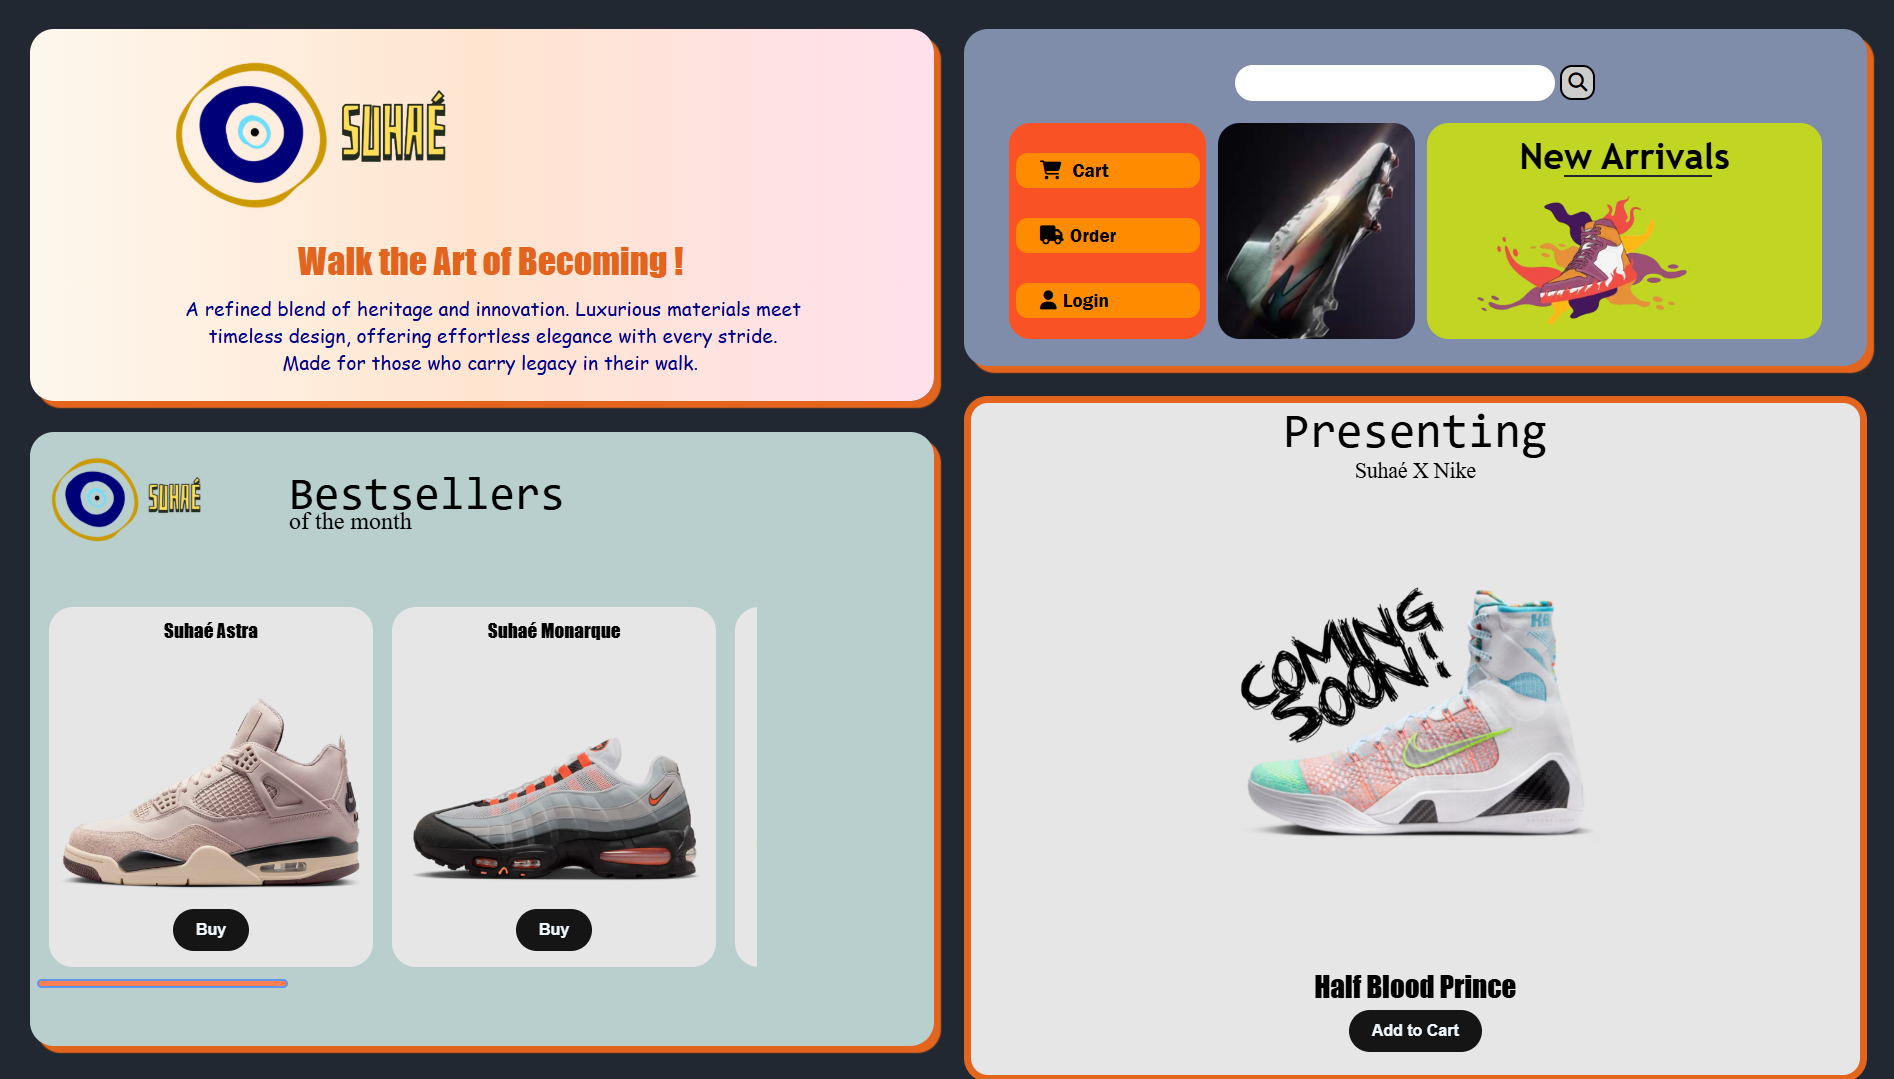 SUHAÉ
Walk the Art of Becoming !
A refined blend of heritage and innovation. Luxurious materials meet
timeless design, offering effortless elegance with every stride.
Made for those who carry legacy in their walk.
Cart
Order
Login
New Arrivals
SUHAÉ
Bestsellers
of the month
Suhaé Astra
Buy
Suhaé Monarque
Buy
Presenting
Suhaé X Nike
COMING
SOON!
Half Blood Prince
Add to Cart